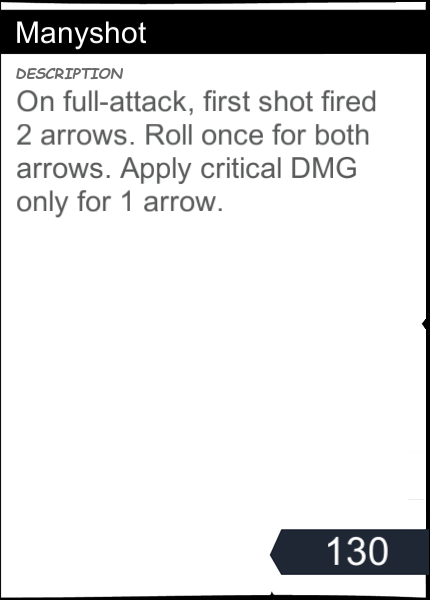 Manyshot
DESCRIPTION
On full-attack, first shot fired
2 arrows. Roll once for both
arrows. Apply critical DMG
only for 1 arrow.
130